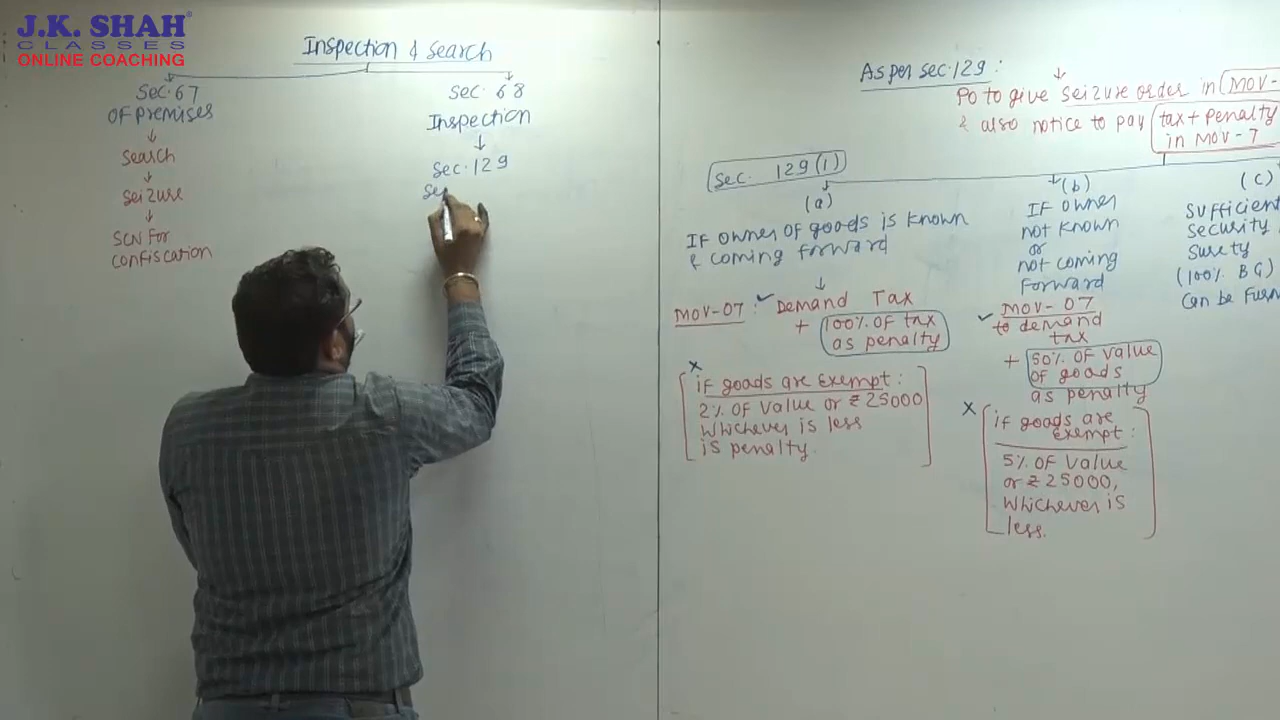 J.K. SHAH®
CLASSES
ONLINE COACHING
Inspection & Search
Sec. 67
OF Premises
Search
Seizure
SCN For
Confiscation
Sec. 68
Inspection
Sec. 129
As per Sec. 129 :
PO to give Seizure order in MOV-
& also notice to pay tax + Penalty
in MOV-7
Sec. 129 (1)
(a)
IF owner of goods is known
& coming forward
MOV-07 : Demand Tax
+ 100% OF tax
as penalty
if goods are Exempt :
2% OF Value or ₹ 25000
whichever is less
is penalty.
(b)
IF owner
not known
or
not coming
Forward
MOV-07
to demand
tax
+ 50% OF Value
OF goods
as penalty
if goods are
Exempt :
5% OF Value
or ₹ 25000,
whichever is
less.
(c)
Sufficient
Security
Surety
(100% BG)
Can be